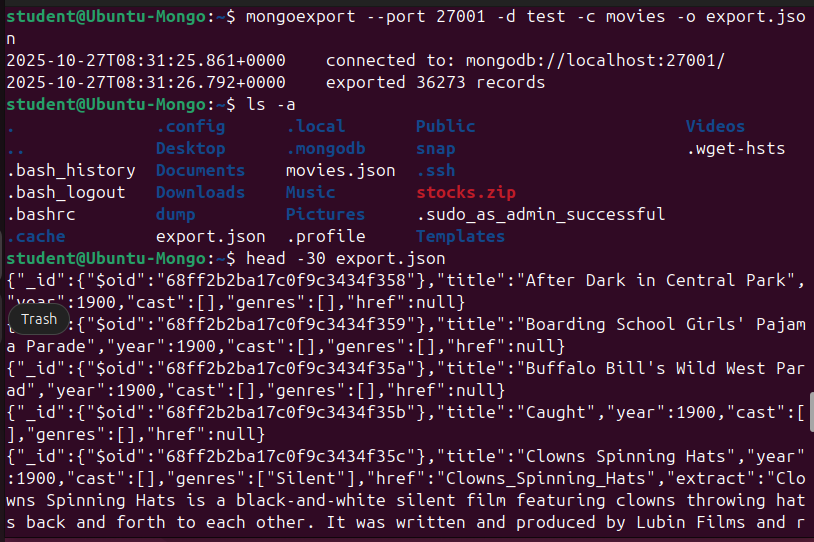 student@Ubuntu-Mongo:~$ mongoexport --port 27001 -d test -c movies -o export.jso
n
2025-10-27T08:31:25.861+0000    connected to: mongodb://localhost:27001/
2025-10-27T08:31:26.792+0000    exported 36273 records
student@Ubuntu-Mongo:~$ ls -a
.              .config      .local       Public                     Videos
..             Desktop      .mongodb     snap                       .wget-hsts
.bash_history  Documents    movies.json  .ssh
.bash_logout   Downloads    Music        stocks.zip
.bashrc        dump         Pictures     .sudo_as_admin_successful
.cache         export.json  .profile     Templates
student@Ubuntu-Mongo:~$ head -30 export.json
{"_id":{"$oid":"68ff2b2ba17c0f9c3434f358"},"title":"After Dark in Central Park",
"year":1900,"cast":[],"genres":[],"href":null}
Trash
{"_id":{"$oid":"68ff2b2ba17c0f9c3434f359"},"title":"Boarding School Girls' Pajam
a Parade","year":1900,"cast":[],"genres":[],"href":null}
{"_id":{"$oid":"68ff2b2ba17c0f9c3434f35a"},"title":"Buffalo Bill's Wild West Par
ad","year":1900,"cast":[],"genres":[],"href":null}
{"_id":{"$oid":"68ff2b2ba17c0f9c3434f35b"},"title":"Caught","year":1900,"cast":[
],"genres":[],"href":null}
{"_id":{"$oid":"68ff2b2ba17c0f9c3434f35c"},"title":"Clowns Spinning Hats","year"
:1900,"cast":[],"genres":["Silent"],"href":"Clowns_Spinning_Hats","extract":"Clo
wns Spinning Hats is a black-and-white silent film featuring clowns throwing hat
s back and forth to each other. It was written and produced by Lubin Films and r